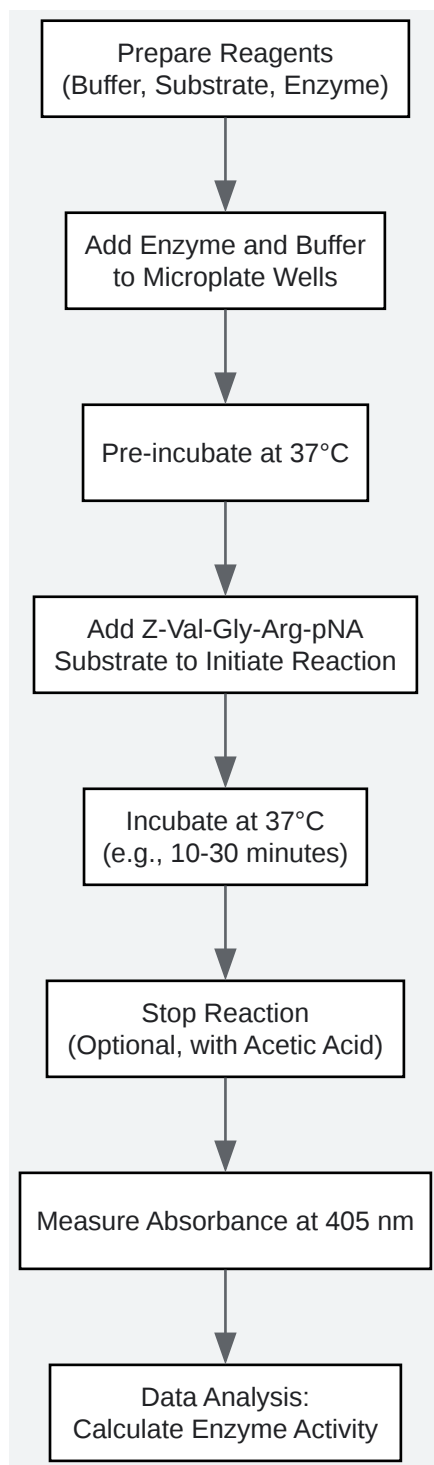 Prepare Reagents
(Buffer, Substrate, Enzyme)
Add Enzyme and Buffer
to Microplate Wells
Pre-incubate at 37°C
Add Z-Val-Gly-Arg-pNA
Substrate to Initiate Reaction
Incubate at 37°C
(e.g., 10-30 minutes)
Stop Reaction
(Optional, with Acetic Acid)
Measure Absorbance at 405 nm
Data Analysis:
Calculate Enzyme Activity